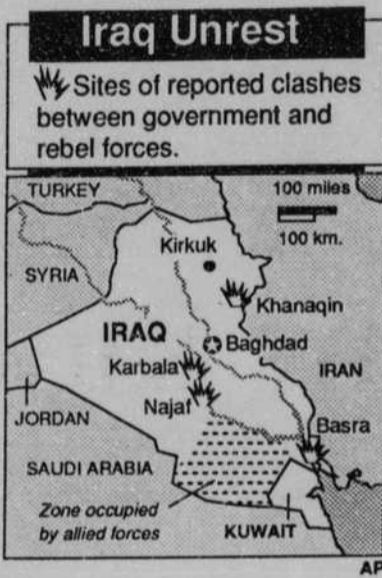 Iraq Unrest
Sites of reported clashes
between government and
rebel forces.
TURKEY
100 miles
100 km.
Kirkuk
SYRIA
Khanaqin
IRAQ
Baghdad
Karbala
IRAN
Najaf
JORDAN
Basra
SAUDI ARABIA
Zone occupied
by allied forces
KUWAIT
AP